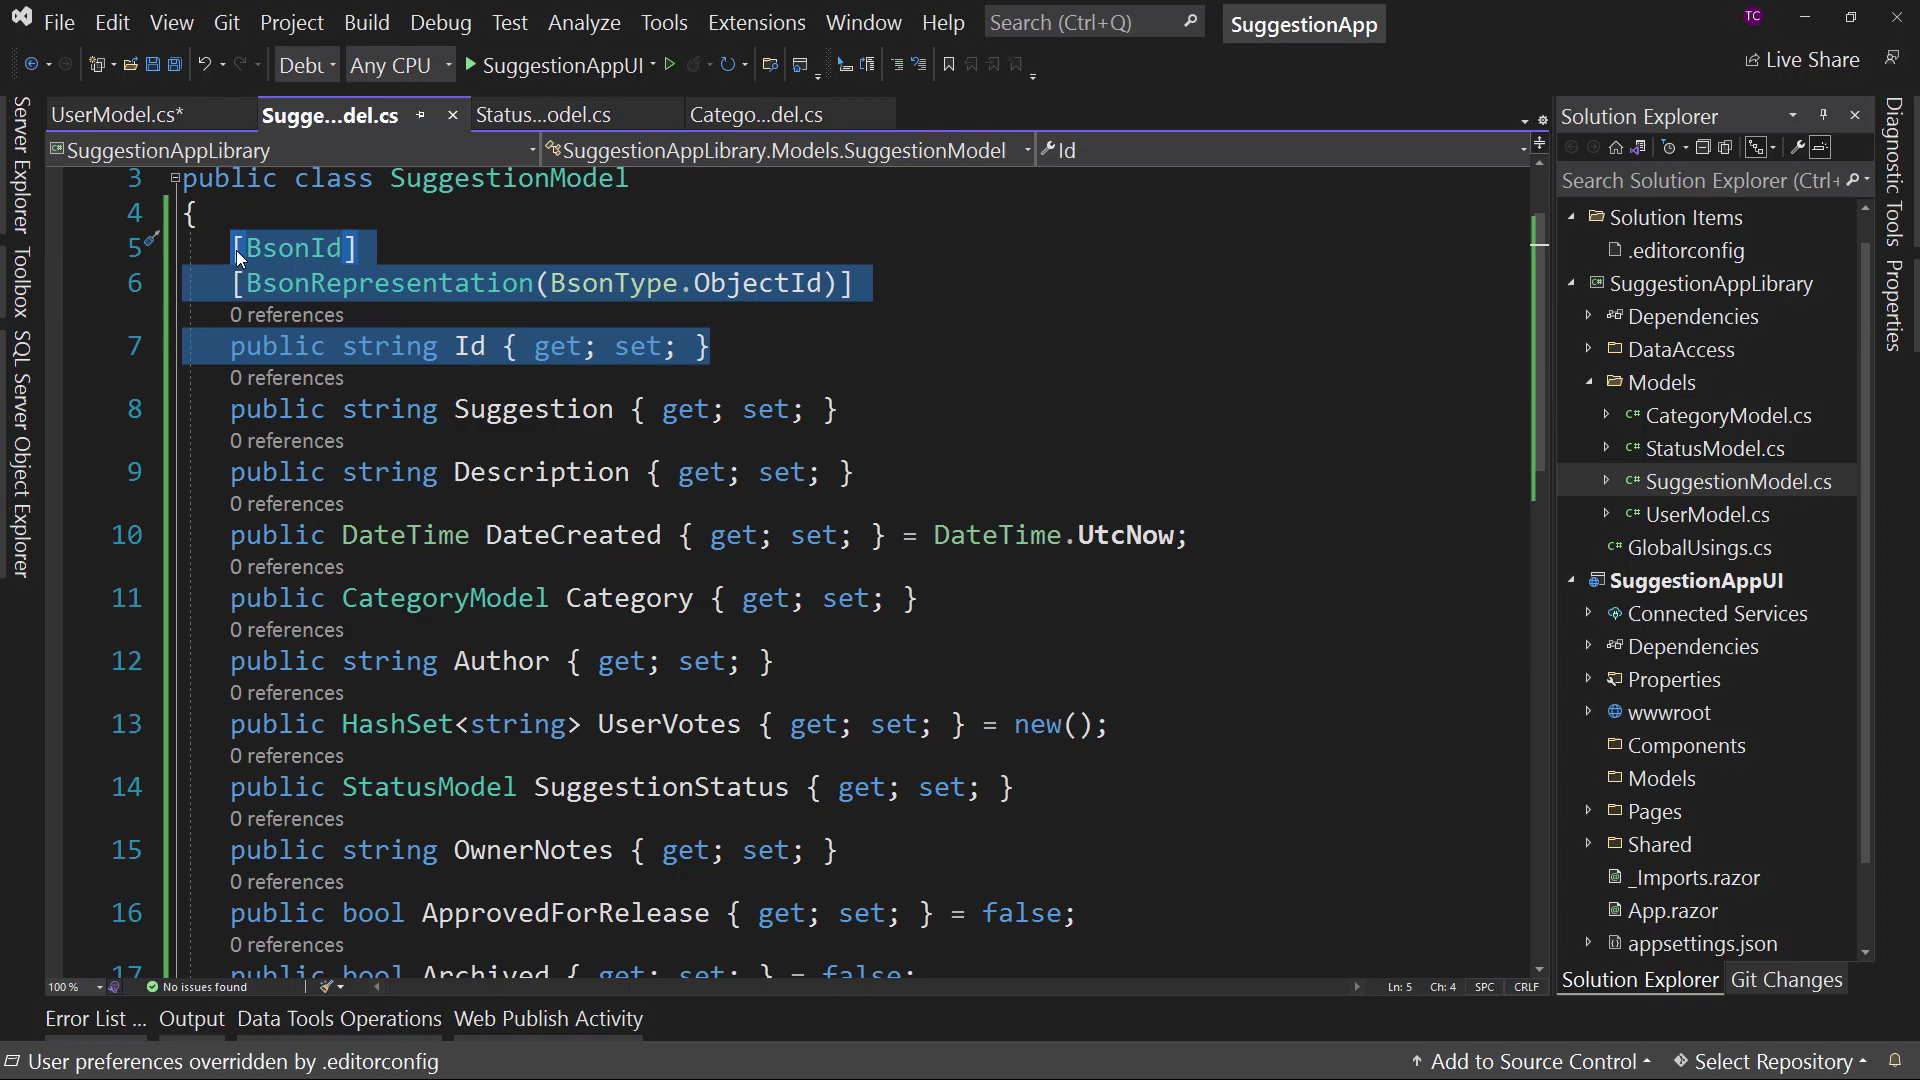 File Edit View Git Project Build Debug Test Analyze Tools Extensions Window Help Search (Ctrl+Q) SuggestionApp TC
Debu Any CPU SuggestionAppUI Live Share
UserModel.cs* Sugge...del.cs Status...odel.cs Catego...del.cs
SuggestionAppLibrary SuggestionAppLibrary.Models.SuggestionModel Id
3 public class SuggestionModel
4 {
5 [BsonId]
6 [BsonRepresentation(BsonType.ObjectId)]
0 references
7 public string Id { get; set; }
0 references
8 public string Suggestion { get; set; }
0 references
9 public string Description { get; set; }
0 references
10 public DateTime DateCreated { get; set; } = DateTime.UtcNow;
0 references
11 public CategoryModel Category { get; set; }
0 references
12 public string Author { get; set; }
0 references
13 public HashSet<string> UserVotes { get; set; } = new();
0 references
14 public StatusModel SuggestionStatus { get; set; }
0 references
15 public string OwnerNotes { get; set; }
0 references
16 public bool ApprovedForRelease { get; set; } = false;
0 references
17 public bool Archived { get; set; } = false;
100 % No issues found Ln: 5 Ch: 4 SPC CRLF
Error List ... Output Data Tools Operations Web Publish Activity
User preferences overridden by .editorconfig Add to Source Control Select Repository
Server Explorer
Toolbox
SQL Server Object Explorer
Solution Explorer
Search Solution Explorer (Ctrl+
Solution Items
.editorconfig
SuggestionAppLibrary
Dependencies
DataAccess
Models
C# CategoryModel.cs
C# StatusModel.cs
C# SuggestionModel.cs
C# UserModel.cs
C# GlobalUsings.cs
SuggestionAppUI
Connected Services
Dependencies
Properties
wwwroot
Components
Models
Pages
Shared
_Imports.razor
App.razor
appsettings.json
Solution Explorer Git Changes
Diagnostic Tools
Properties